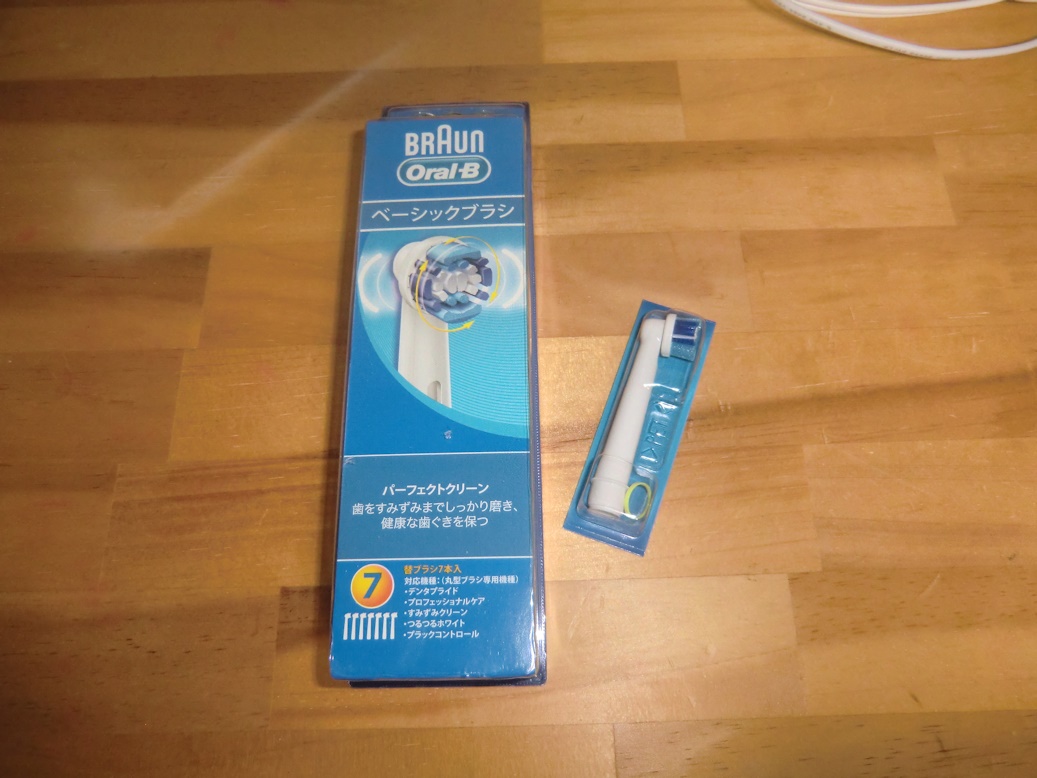 BRAUN
Oral-B
ベーシックブラシ
パーフェクトクリーン
歯をすみずみまでしっかり磨き、
健康な歯ぐきを保つ
7
替ブラシ7本入
対応機種：(丸型ブラシ専用機種)
・デンタプライド
・プロフェッショナルケア
・すみずみクリーン
・つるつるホワイト
・プラックコントロール